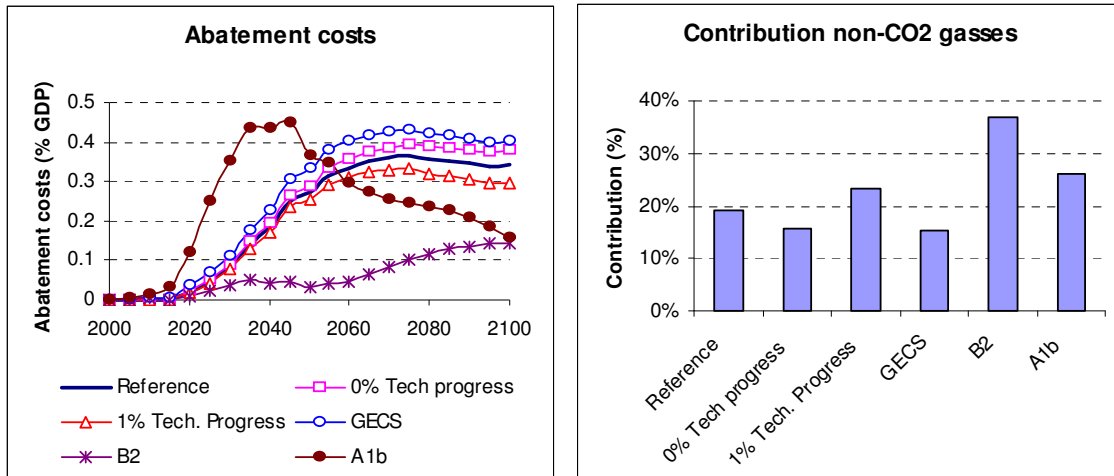 Abatement costs
Abatement costs (% GDP)
0.5
0.4
0.3
0.2
0.1
0
2000 2020 2040 2060 2080 2100
Reference 0% Tech progress
1% Tech. Progress GECS
B2 A1b
Contribution non-CO2 gasses
Contribution (%)
40%
30%
20%
10%
0%
Reference
0% Tech progress
1% Tech. Progress
GECS
B2
A1b